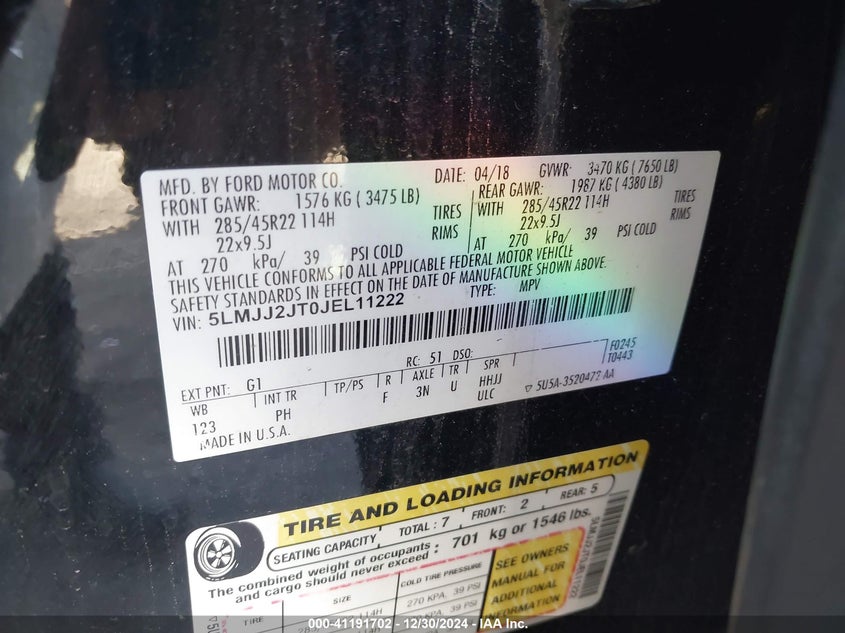 MFD. BY FORD MOTOR CO. DATE: 04/18 GVWR: 3470 KG (7650 LB)
FRONT GAWR: 1576 KG (3475 LB) REAR GAWR: 1987 KG (4380 LB)
WITH 285/45R22 114H TIRES WITH 285/45R22 114H TIRES
22x9.5J RIMS 22x9.5J RIMS
AT 270 kPa/ 39 PSI COLD AT 270 kPa/ 39 PSI COLD
THIS VEHICLE CONFORMS TO ALL APPLICABLE FEDERAL MOTOR VEHICLE
SAFETY STANDARDS IN EFFECT ON THE DATE OF MANUFACTURE SHOWN ABOVE.
VIN: 5LMJJ2JT0JEL11222 TYPE: MPV
F0245
T0443
EXT PNT: G1 RC: 51 DSO:
WB INT TR TP/PS R AXLE TR SPR
123 PH F 3N U HHJJ
ULC
5U5A-3520472-AA
MADE IN U.S.A.
TIRE AND LOADING INFORMATION
SEATING CAPACITY TOTAL: 7 FRONT: 2 REAR: 5
The combined weight of occupants and cargo should never exceed: 701 kg or 1546 lbs.
TIRE SIZE COLD TIRE PRESSURE
270 KPA, 39 PSI
SEE OWNERS
MANUAL FOR
ADDITIONAL
INFORMATION
000-41191702 - 12/30/2024 - IAA Inc.